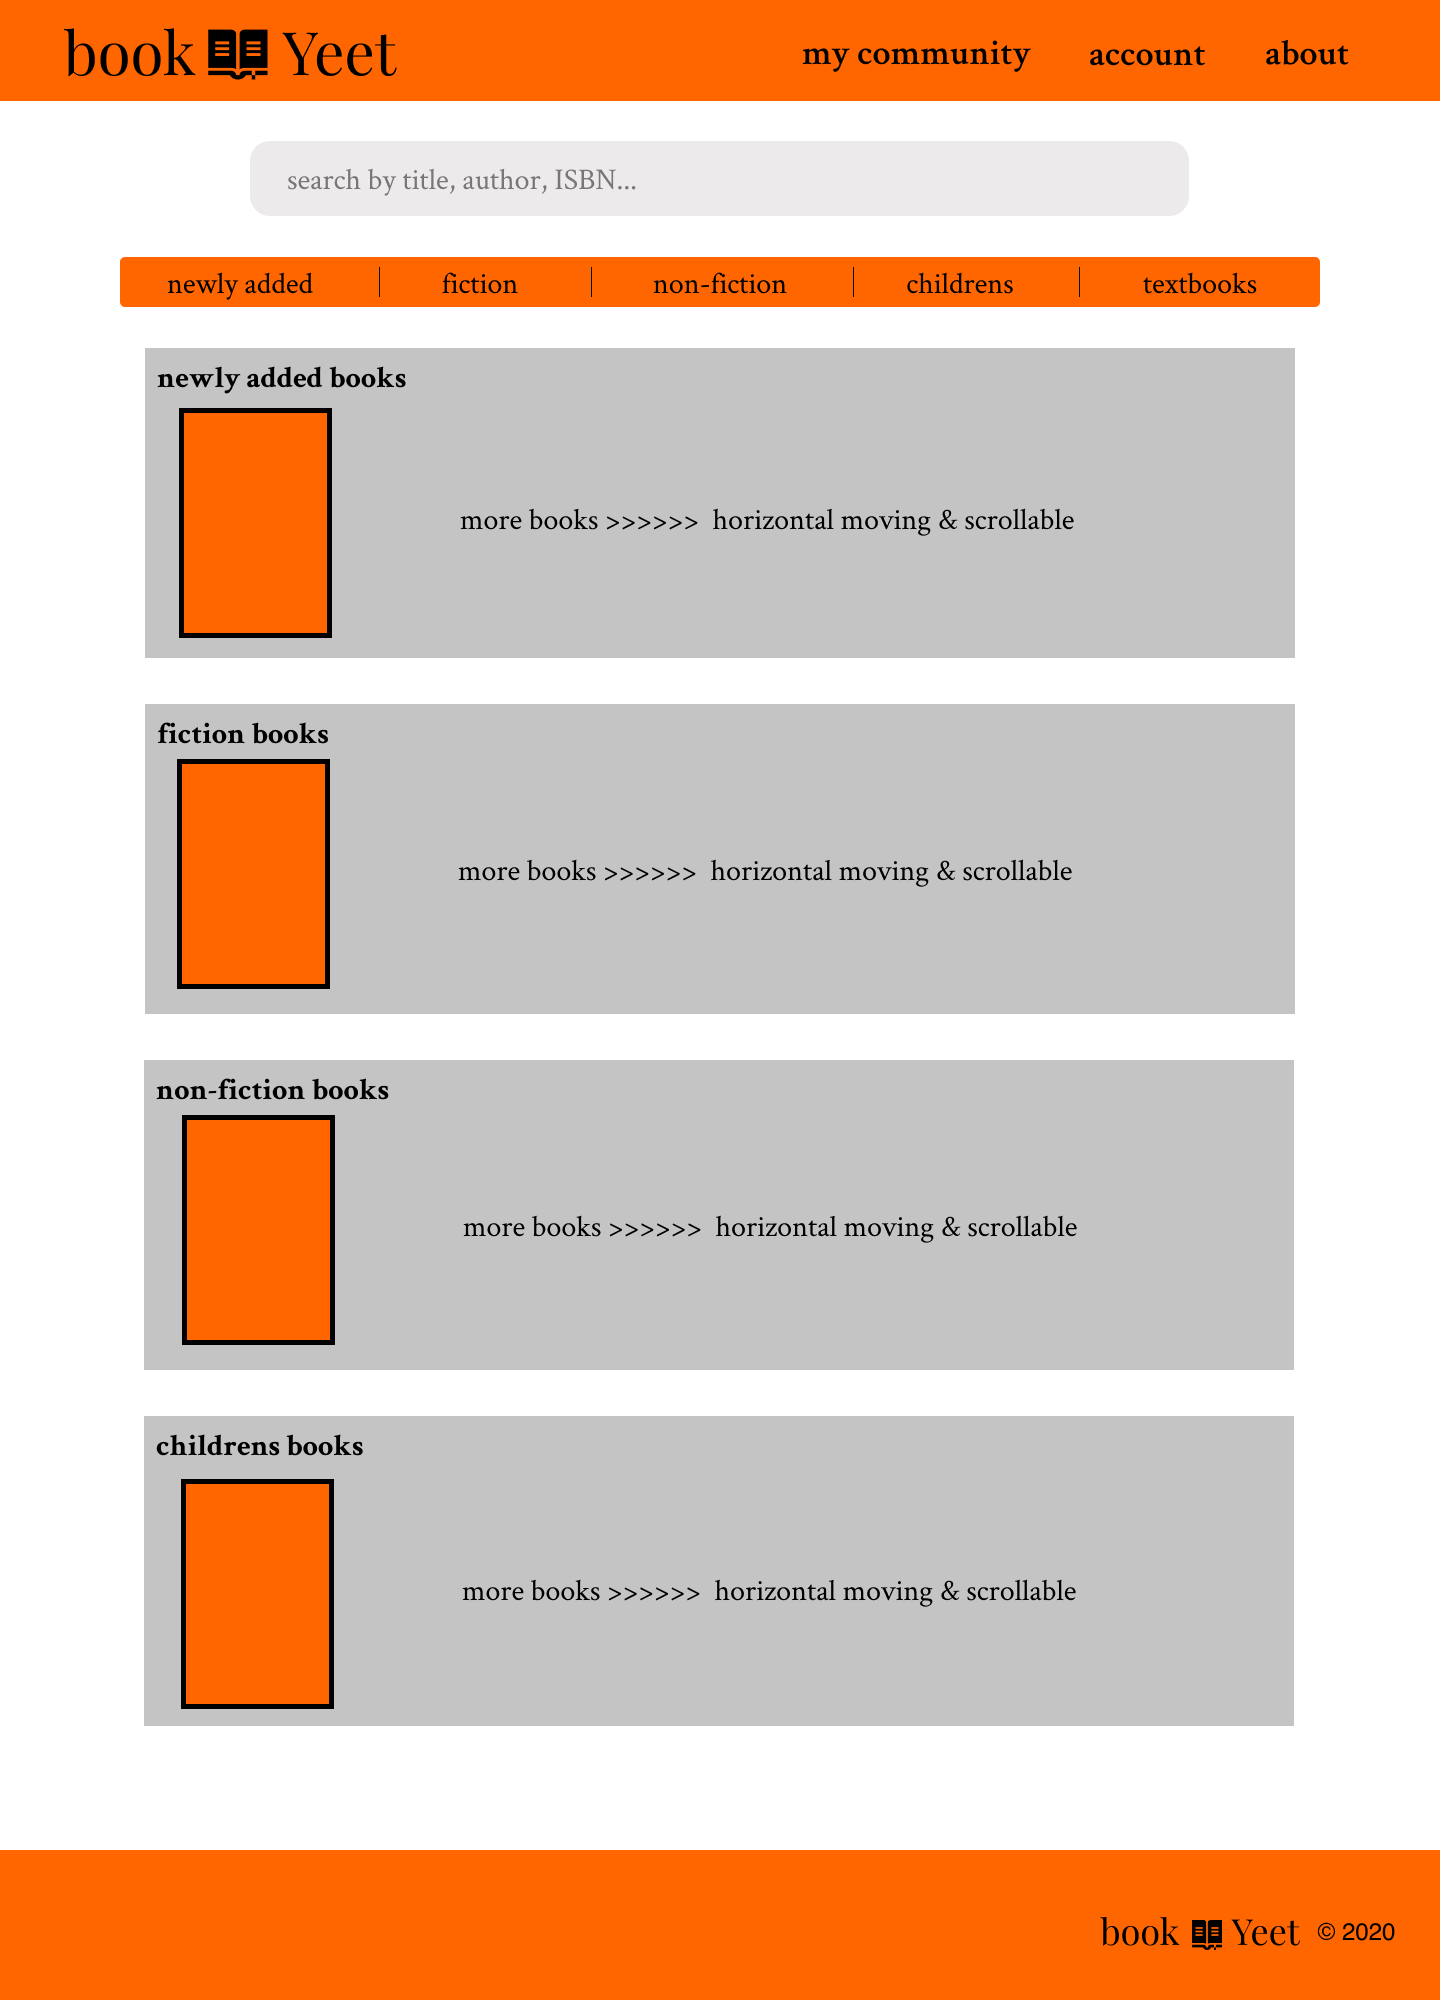 book Yeet
my community account about
search by title, author, ISBN...
newly added fiction non-fiction childrens textbooks
newly added books
more books >>>>>> horizontal moving & scrollable
fiction books
more books >>>>>> horizontal moving & scrollable
non-fiction books
more books >>>>>> horizontal moving & scrollable
childrens books
more books >>>>>> horizontal moving & scrollable
book Yeet © 2020